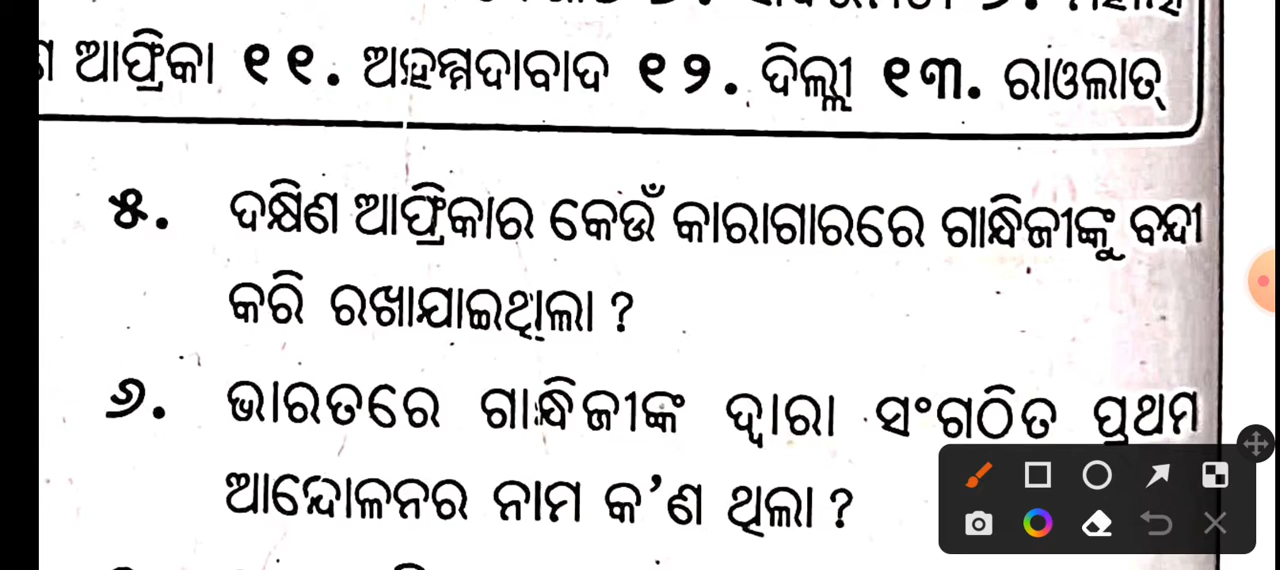 ଆଫ୍ରିକା ୧୧. ଅହମ୍ମଦାବାଦ ୧୨. ଦିଲ୍ଲୀ ୧୩. ରାଓଲାତ୍
୫. ଦକ୍ଷିଣ ଆଫ୍ରିକାର କେଉଁ କାରାଗାରରେ ଗାନ୍ଧିଜୀଙ୍କୁ ବନ୍ଦୀ
କରି ରଖାଯାଇଥିଲା ?
୬. ଭାରତରେ ଗାନ୍ଧିଜୀଙ୍କ ଦ୍ୱାରା ସଂଗଠିତ ପ୍ରଥମ
ଆନ୍ଦୋଳନର ନାମ କ'ଣ ଥିଲା ?